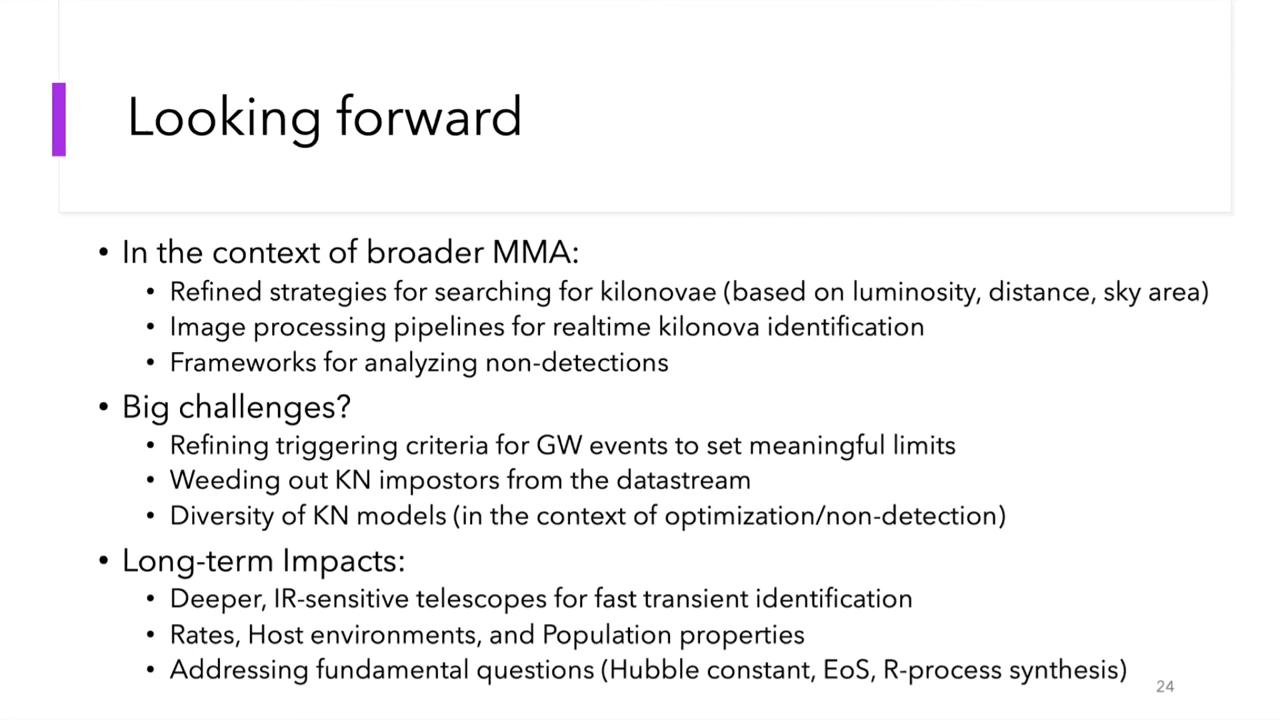 Looking forward
• In the context of broader MMA:
• Refined strategies for searching for kilonovae (based on luminosity, distance, sky area)
• Image processing pipelines for realtime kilonova identification
• Frameworks for analyzing non-detections
• Big challenges?
• Refining triggering criteria for GW events to set meaningful limits
• Weeding out KN impostors from the datastream
• Diversity of KN models (in the context of optimization/non-detection)
• Long-term Impacts:
• Deeper, IR-sensitive telescopes for fast transient identification
• Rates, Host environments, and Population properties
• Addressing fundamental questions (Hubble constant, EoS, R-process synthesis)
24